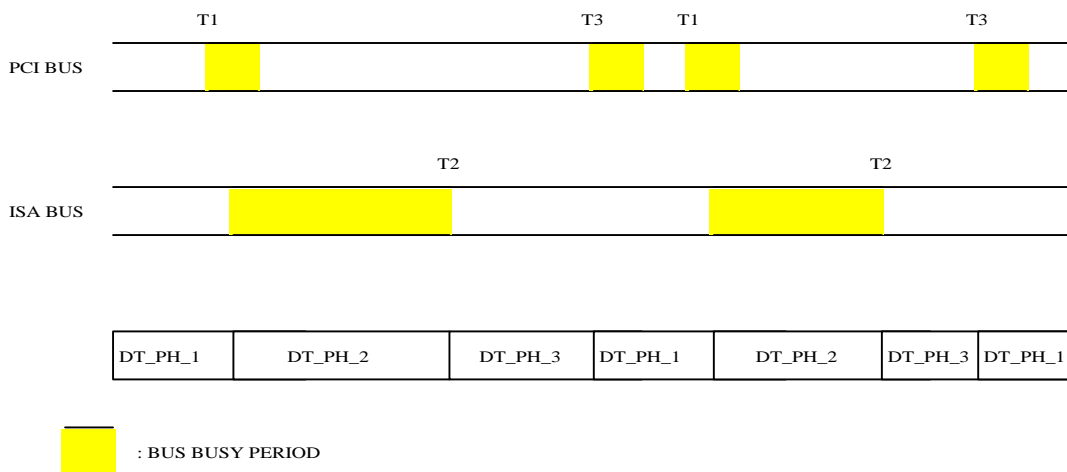 T1 T3 T1 T3
PCI BUS
T2 T2
ISA BUS
DT_PH_1 DT_PH_2 DT_PH_3 DT_PH_1 DT_PH_2 DT_PH_3 DT_PH_1
: BUS BUSY PERIOD